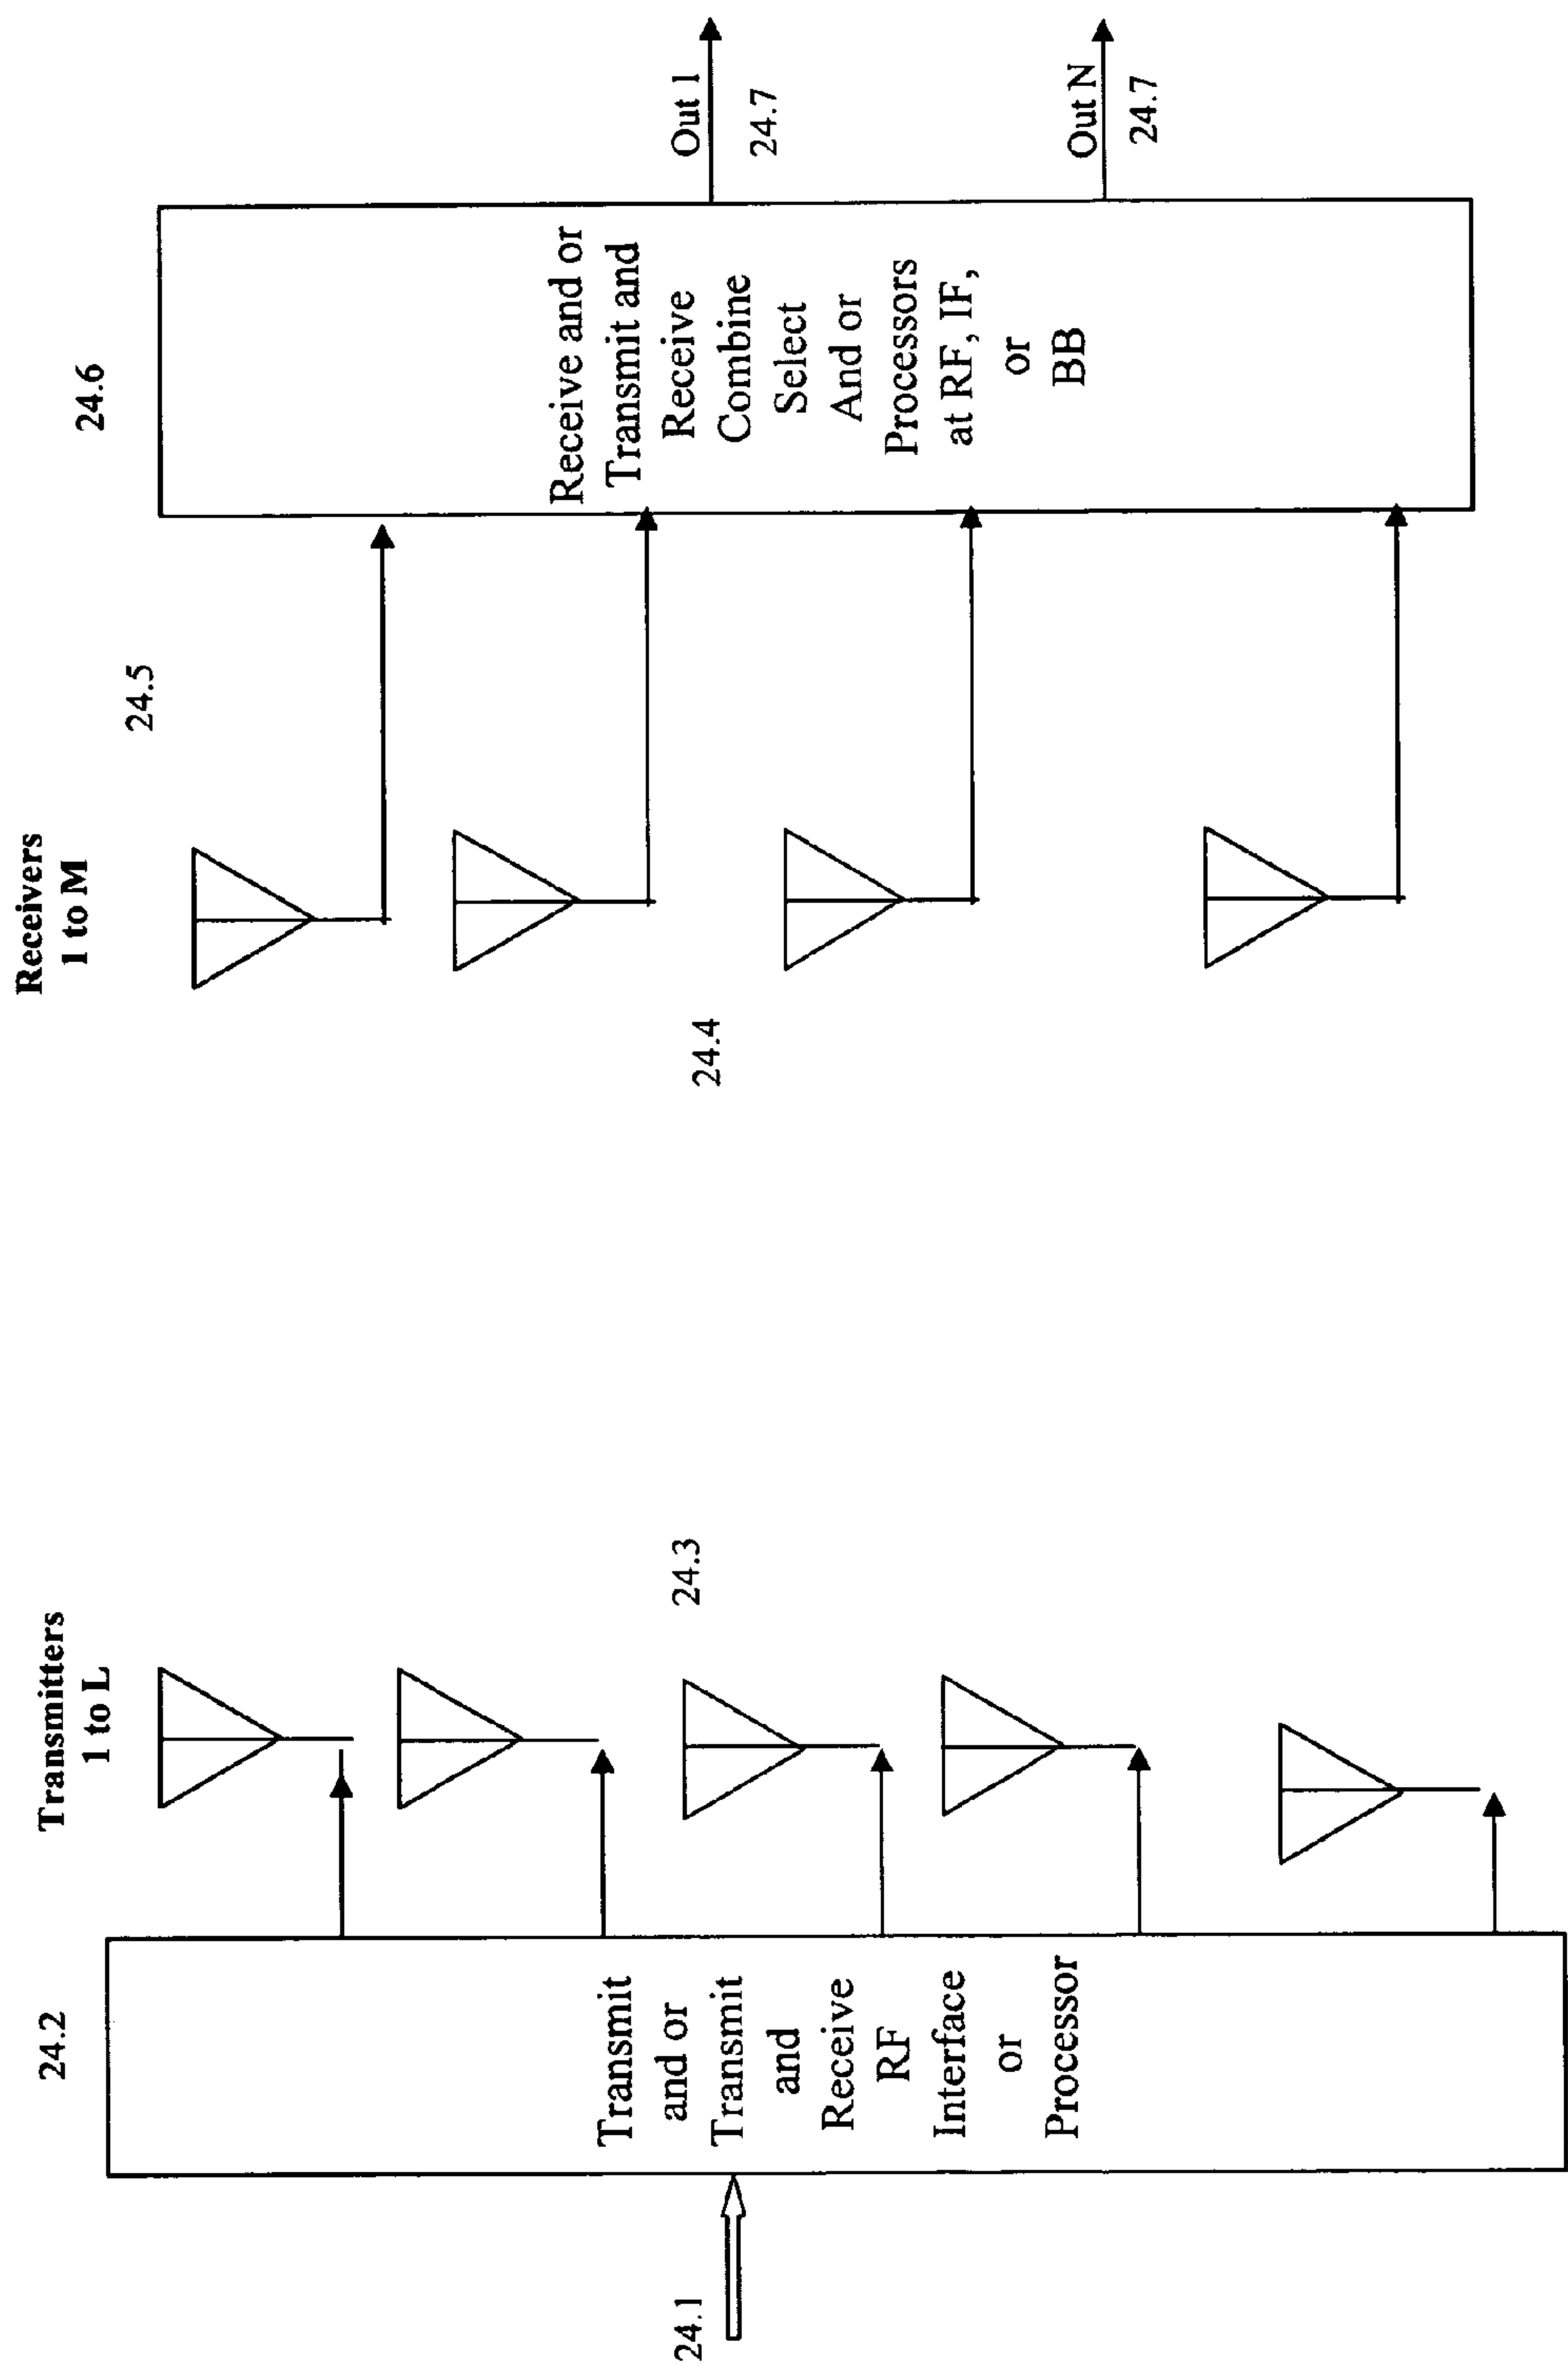 24.1
24.2
Transmit
and or
Transmit
and
Receive
RF
Interface
or
Processor
Transmitters
1 to L
24.3
24.4
Receivers
1 to M
24.5
24.6
Receive and or
Transmit and
Receive
Combine
Select
And or
Processors
at RF, IF,
or
BB
Out 1
24.7
Out N
24.7